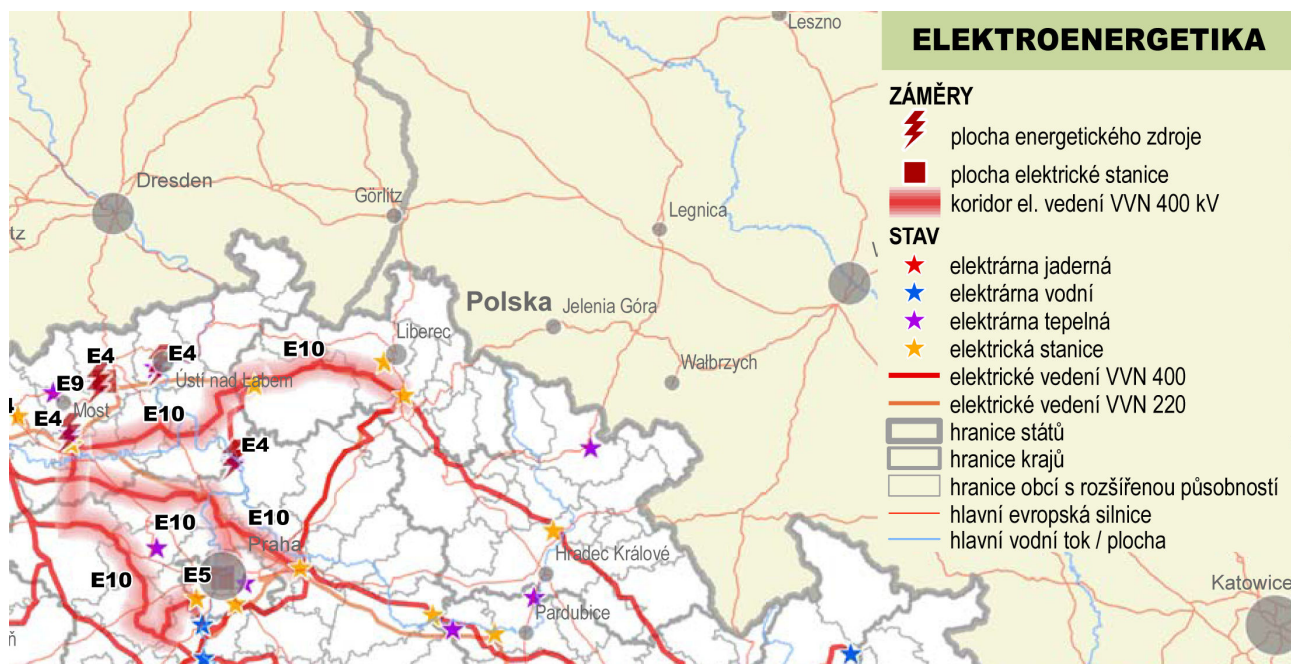 ELEKTROENERGETIKA
ZÁMĚRY
plocha energetického zdroje
plocha elektrické stanice
koridor el. vedení VVN 400 kV
STAV
elektrárna jaderná
elektrárna vodní
elektrárna tepelná
elektrická stanice
elektrické vedení VVN 400
elektrické vedení VVN 220
hranice států
hranice krajů
hranice obcí s rozšířenou působností
hlavní evropská silnice
hlavní vodní tok / plocha
Leszno
Dresden
Görlitz
Legnica
tz
W
Polska
Jelenia Góra
Liberec
Wałbrzych
E10
E4
E4
Ústí nad Labem
E9
Most
E4
E10
E4
E10
E10
Praha
Hradec Králové
E10
E5
Pardubice
Katowice
ň